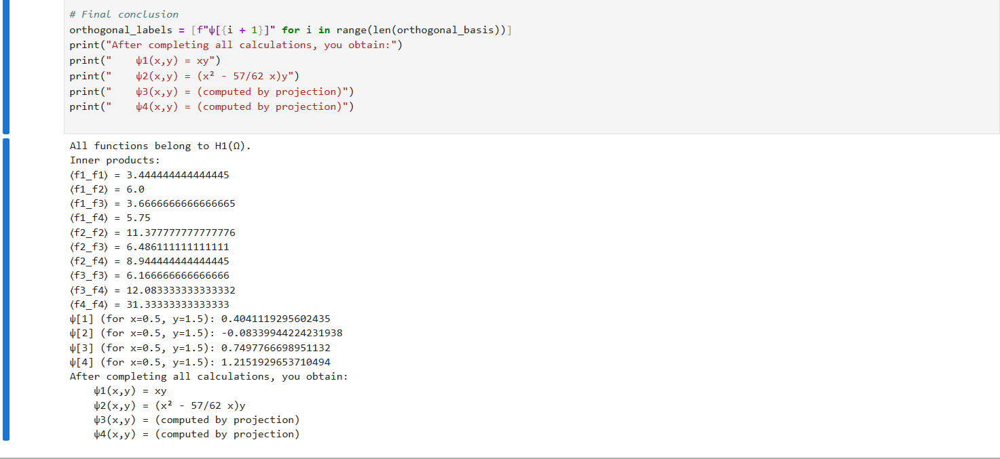 # Final conclusion
orthogonal_labels = [f"ψ[{i + 1}]" for i in range(len(orthogonal_basis))]
print("After completing all calculations, you obtain:")
print("    ψ1(x,y) = xy")
print("    ψ2(x,y) = (x² - 57/62 x)y")
print("    ψ3(x,y) = (computed by projection)")
print("    ψ4(x,y) = (computed by projection)")
All functions belong to H1(Ω).
Inner products:
⟨f1_f1⟩ = 3.444444444444445
⟨f1_f2⟩ = 6.0
⟨f1_f3⟩ = 3.6666666666666665
⟨f1_f4⟩ = 5.75
⟨f2_f2⟩ = 11.377777777777776
⟨f2_f3⟩ = 6.486111111111111
⟨f2_f4⟩ = 8.944444444444445
⟨f3_f3⟩ = 6.166666666666666
⟨f3_f4⟩ = 12.083333333333332
⟨f4_f4⟩ = 31.33333333333333
ψ[1] (for x=0.5, y=1.5): 0.4041119295602435
ψ[2] (for x=0.5, y=1.5): -0.08339944224231938
ψ[3] (for x=0.5, y=1.5): 0.7497766698951132
ψ[4] (for x=0.5, y=1.5): 1.2151929653710494
After completing all calculations, you obtain:
    ψ1(x,y) = xy
    ψ2(x,y) = (x² - 57/62 x)y
    ψ3(x,y) = (computed by projection)
    ψ4(x,y) = (computed by projection)